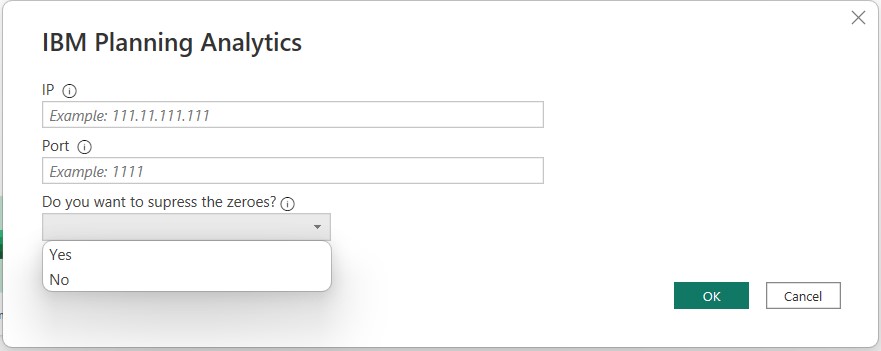 IBM Planning Analytics
IP
Example: 111.11.111.111
Port
Example: 1111
Do you want to supress the zeroes?
Yes
No
OK
Cancel